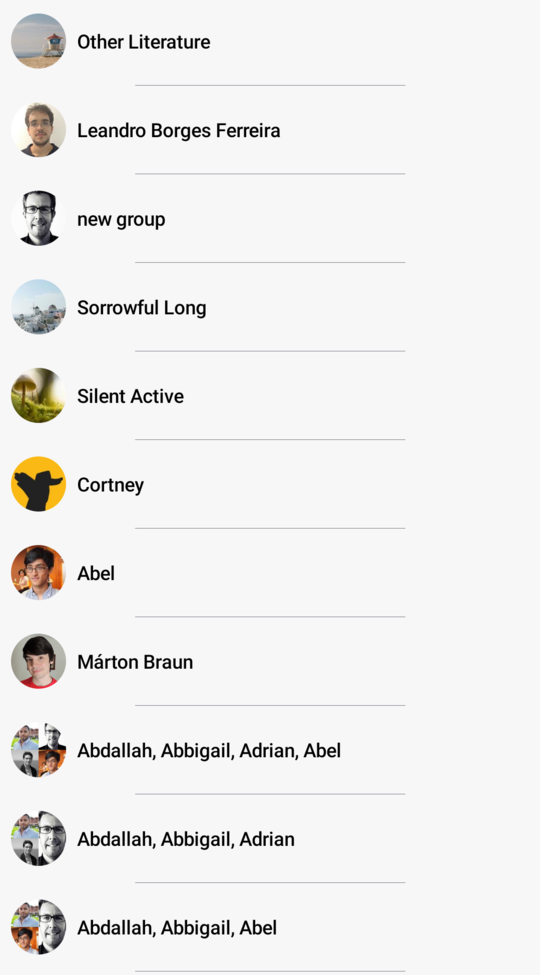 Other Literature
Leandro Borges Ferreira
new group
Sorrowful Long
Silent Active
Cortney
Abel
Márton Braun
Abdallah, Abbigail, Adrian, Abel
Abdallah, Abbigail, Adrian
Abdallah, Abbigail, Abel